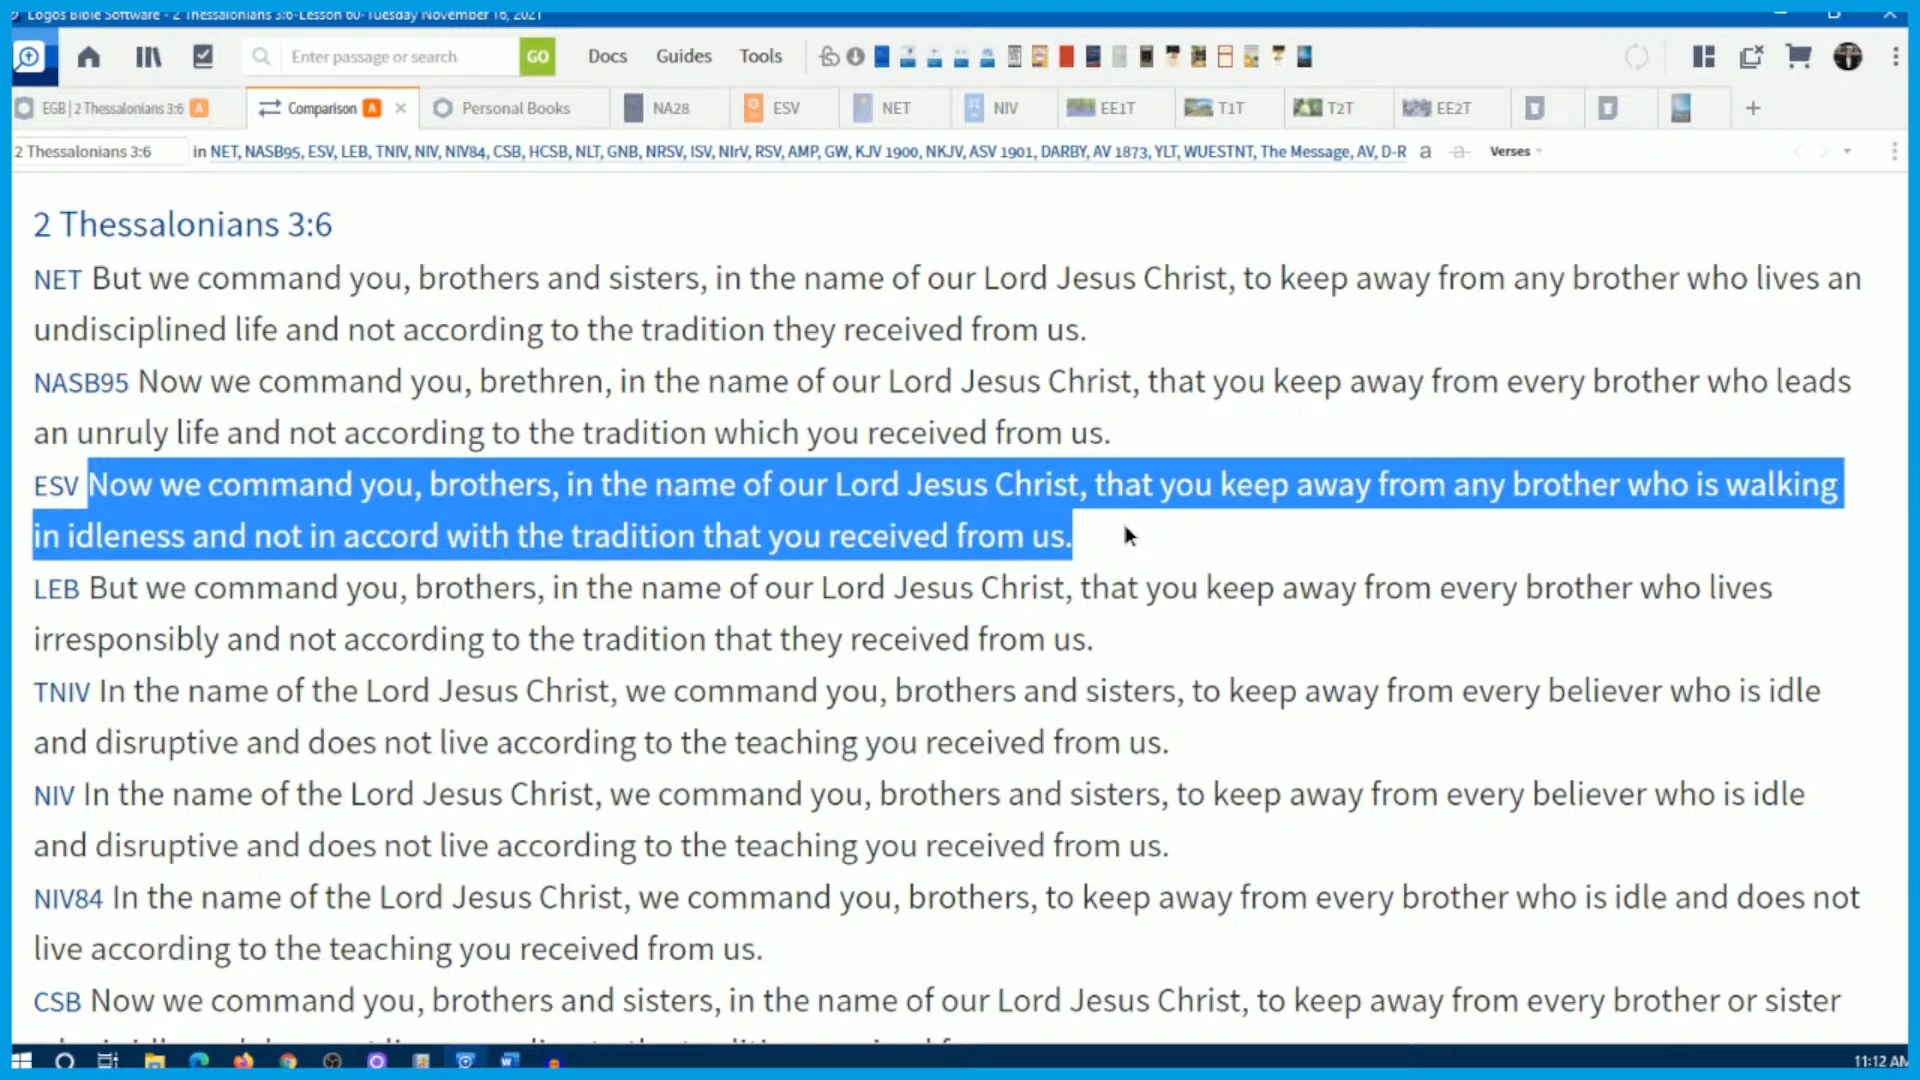 Logos Bible Software - 2 Thessalonians 3:6-Lesson 60-Tuesday November 16, 2021
Enter passage or search GO Docs Guides Tools
EGB | 2 Thessalonians 3:6 A Comparison A Personal Books NA28 ESV NET NIV EE1T T1T T2T EE2T
2 Thessalonians 3:6 in NET, NASB95, ESV, LEB, TNIV, NIV, NIV84, CSB, HCSB, NLT, GNB, NRSV, ISV, NIrV, RSV, AMP, GW, KJV 1900, NKJV, ASV 1901, DARBY, AV 1873, YLT, WUESTNT, The Message, AV, D-R a a Verses
2 Thessalonians 3:6
NET But we command you, brothers and sisters, in the name of our Lord Jesus Christ, to keep away from any brother who lives an
undisciplined life and not according to the tradition they received from us.
NASB95 Now we command you, brethren, in the name of our Lord Jesus Christ, that you keep away from every brother who leads
an unruly life and not according to the tradition which you received from us.
ESV Now we command you, brothers, in the name of our Lord Jesus Christ, that you keep away from any brother who is walking
in idleness and not in accord with the tradition that you received from us.
LEB But we command you, brothers, in the name of our Lord Jesus Christ, that you keep away from every brother who lives
irresponsibly and not according to the tradition that they received from us.
TNIV In the name of the Lord Jesus Christ, we command you, brothers and sisters, to keep away from every believer who is idle
and disruptive and does not live according to the teaching you received from us.
NIV In the name of the Lord Jesus Christ, we command you, brothers and sisters, to keep away from every believer who is idle
and disruptive and does not live according to the teaching you received from us.
NIV84 In the name of the Lord Jesus Christ, we command you, brothers, to keep away from every brother who is idle and does not
live according to the teaching you received from us.
CSB Now we command you, brothers and sisters, in the name of our Lord Jesus Christ, to keep away from every brother or sister
11:12 AM